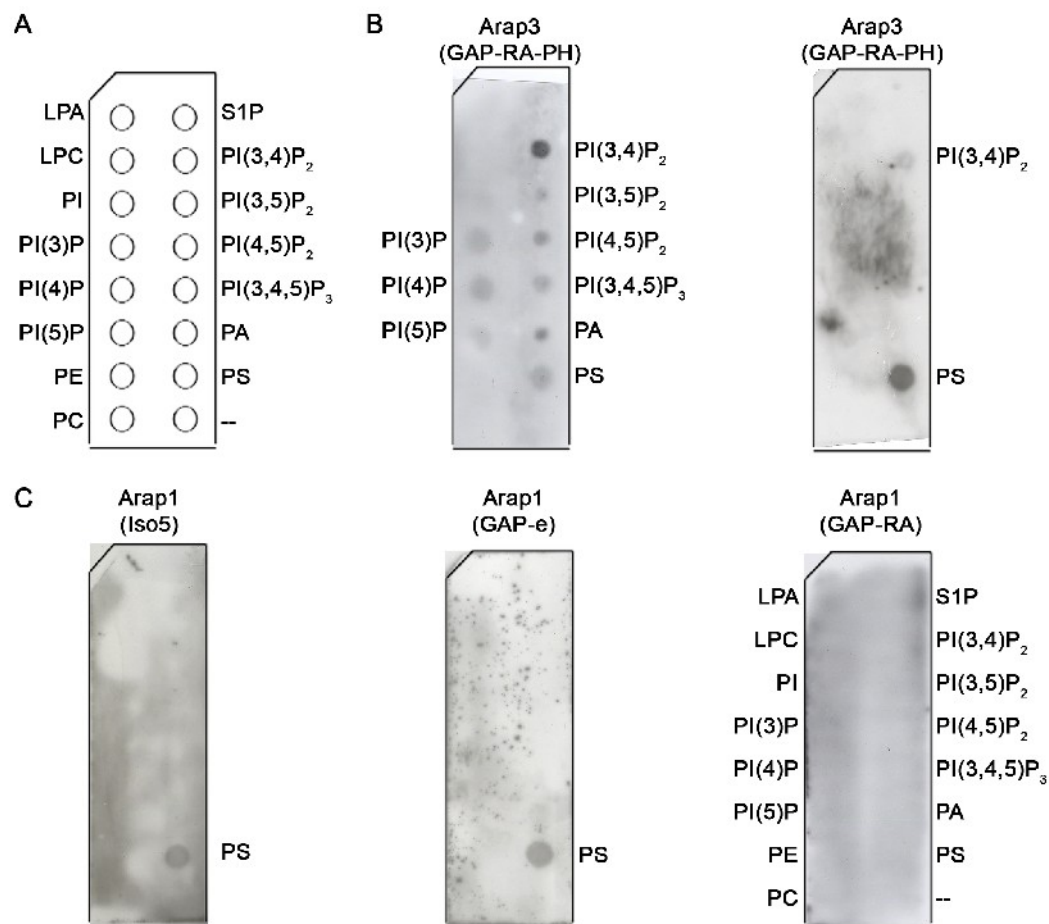 A
LPA S1P
LPC PI(3,4)P₂
PI PI(3,5)P₂
PI(3)P PI(4,5)P₂
PI(4)P PI(3,4,5)P₃
PI(5)P PA
PE PS
PC --
B
Arap3
(GAP-RA-PH)
PI(3,4)P₂
PI(3,5)P₂
PI(3)P PI(4,5)P₂
PI(4)P PI(3,4,5)P₃
PI(5)P PA
PS
Arap3
(GAP-RA-PH)
PI(3,4)P₂
PS
C
Arap1
(Iso5)
PS
Arap1
(GAP-e)
PS
Arap1
(GAP-RA)
LPA S1P
LPC PI(3,4)P₂
PI PI(3,5)P₂
PI(3)P PI(4,5)P₂
PI(4)P PI(3,4,5)P₃
PI(5)P PA
PE PS
PC --